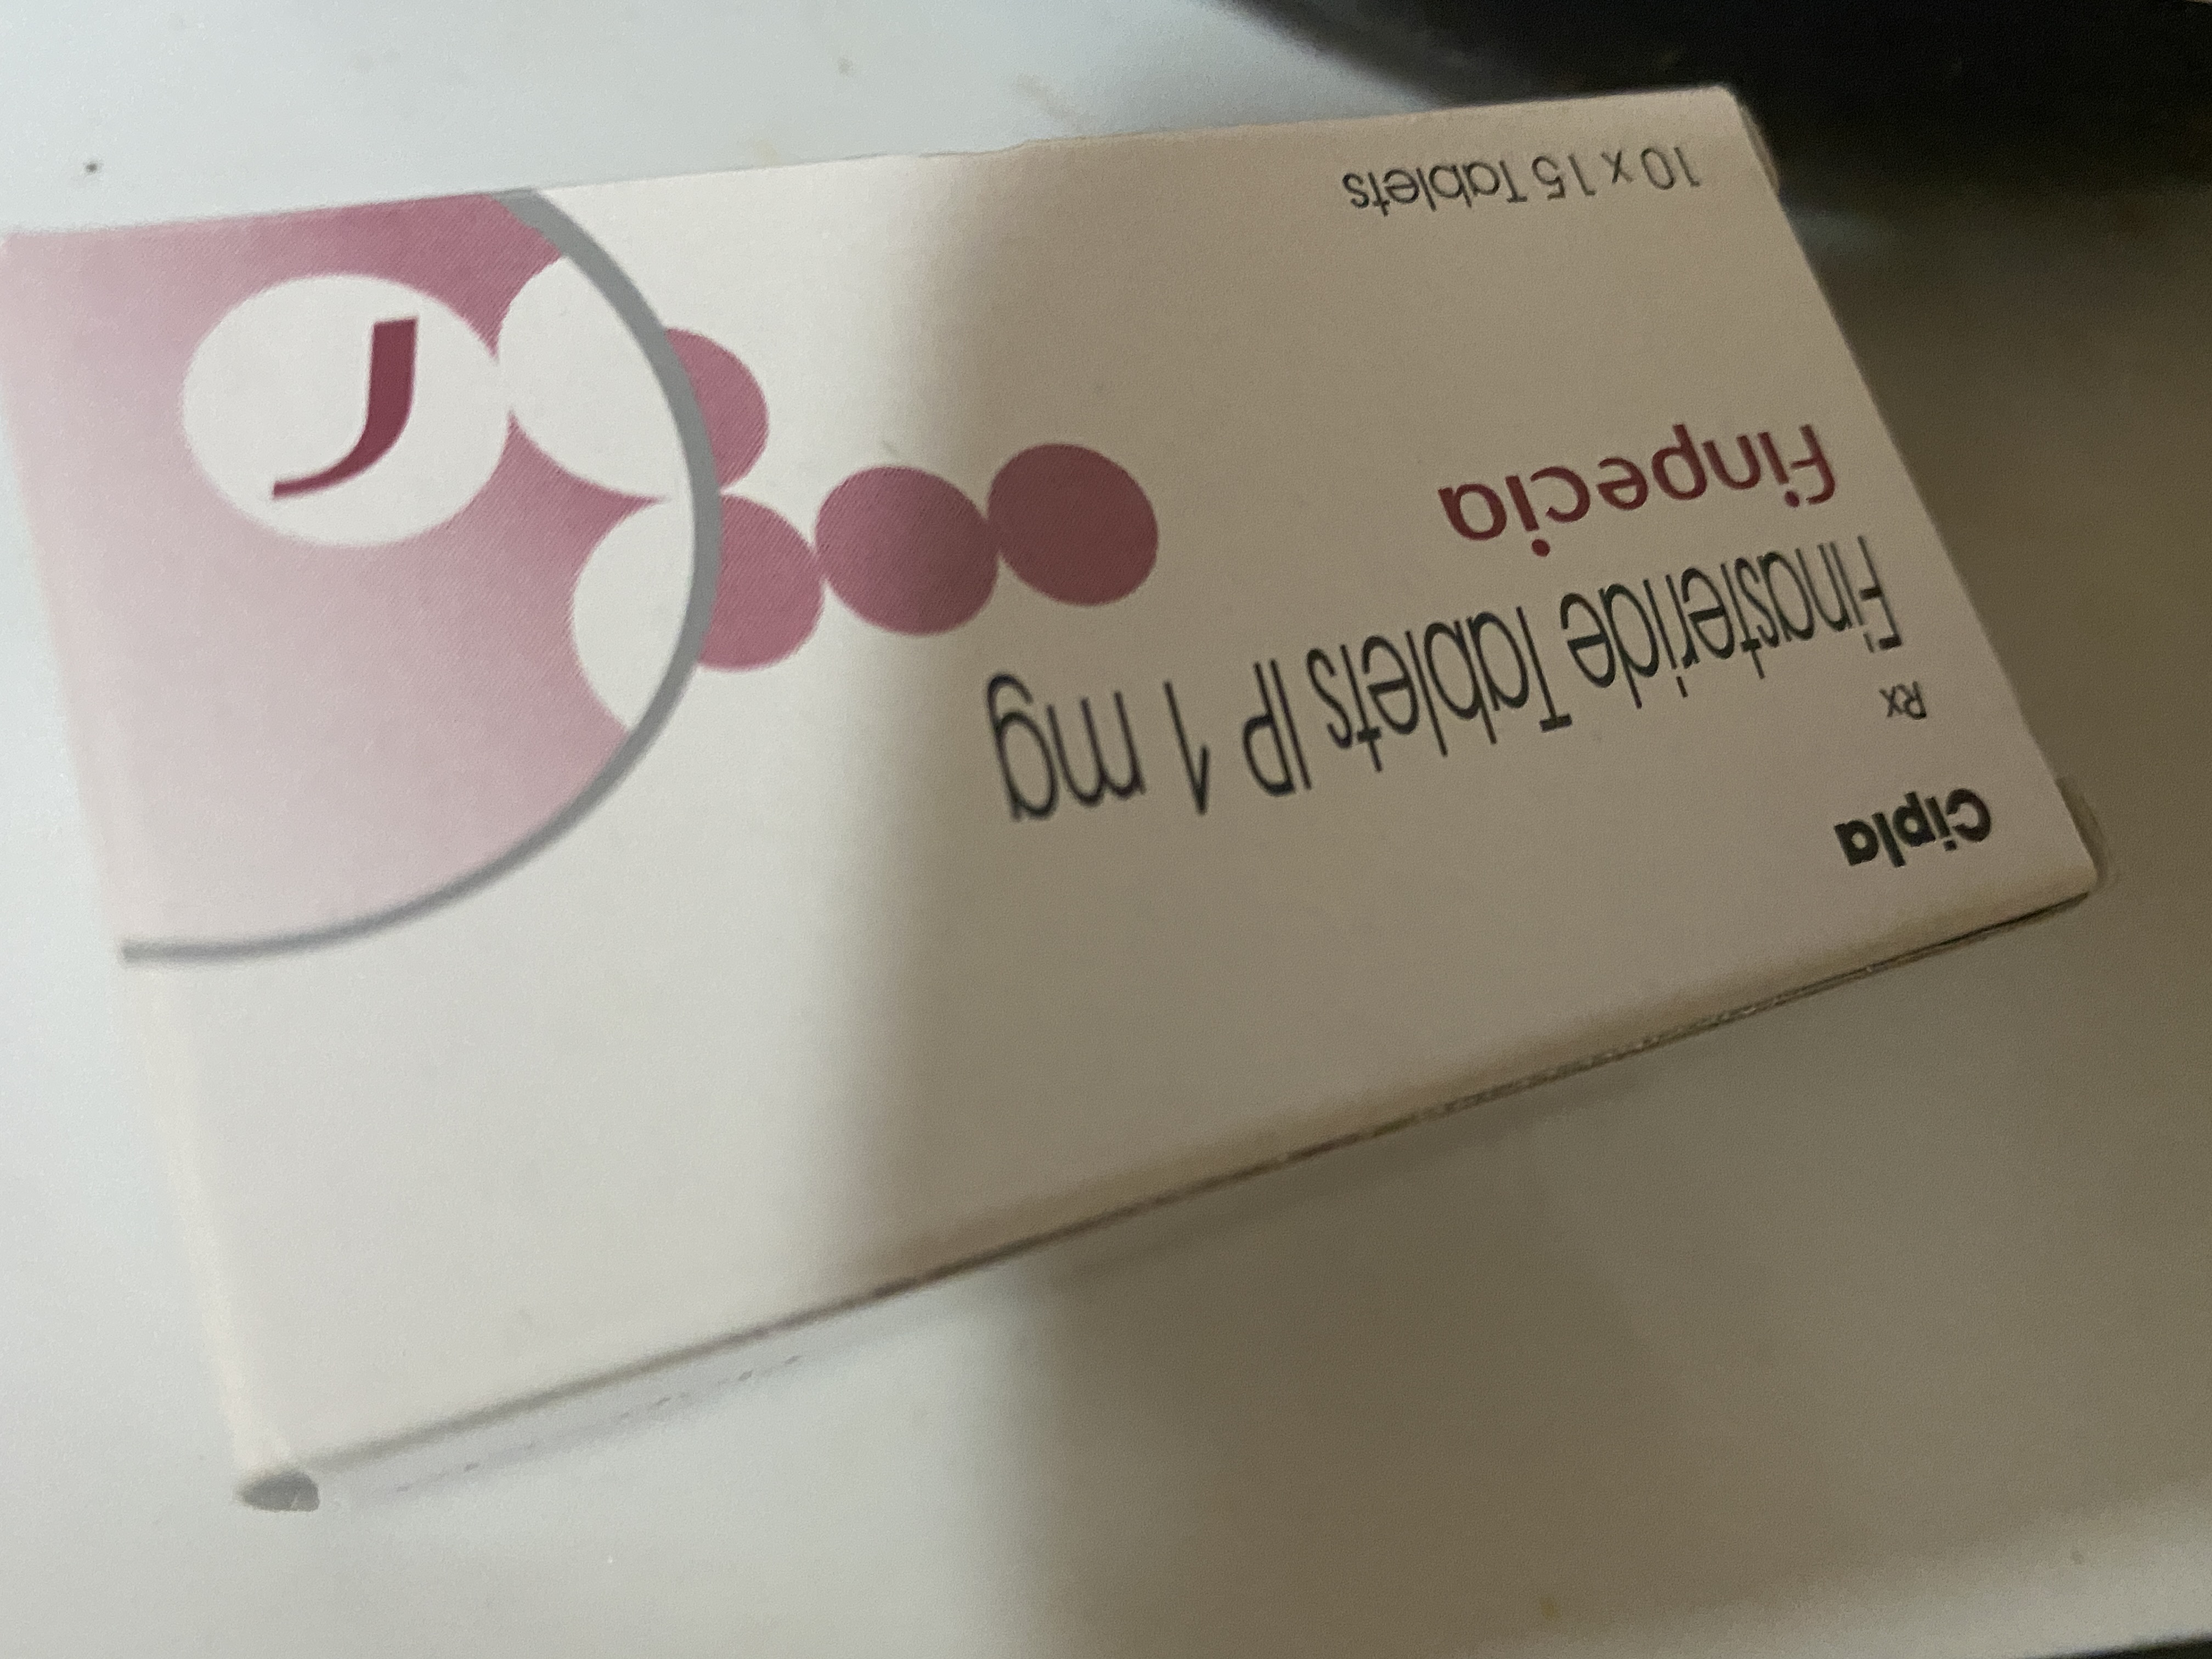 Cipla
Rx
Finasteride Tablets IP 1 mg
Finpecia
10 x 15 Tablets